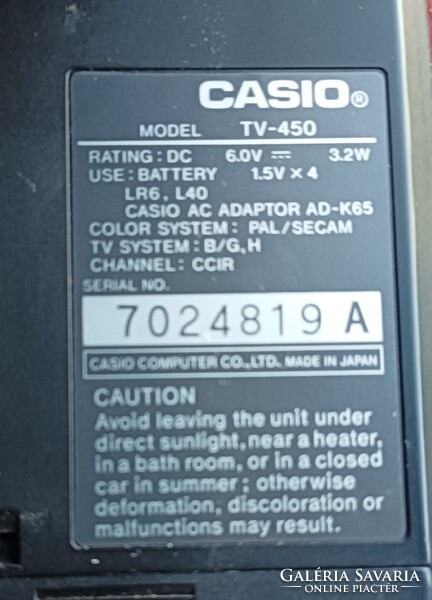 CASIO®
MODEL TV-450
RATING : DC 6.0V ⎓ 3.2W
USE : BATTERY 1.5V × 4
LR6, L40
CASIO AC ADAPTOR AD-K65
COLOR SYSTEM : PAL/SECAM
TV SYSTEM : B/G, H
CHANNEL : CCIR
SERIAL NO.
7024819 A
CASIO COMPUTER CO., LTD. MADE IN JAPAN
CAUTION
Avoid leaving the unit under
direct sunlight, near a heater,
in a bath room, or in a closed
car in summer ; otherwise
deformation, discoloration or
malfunctions may result.
GALÉRIA SAVARIA
ONLINE PIACTÉR